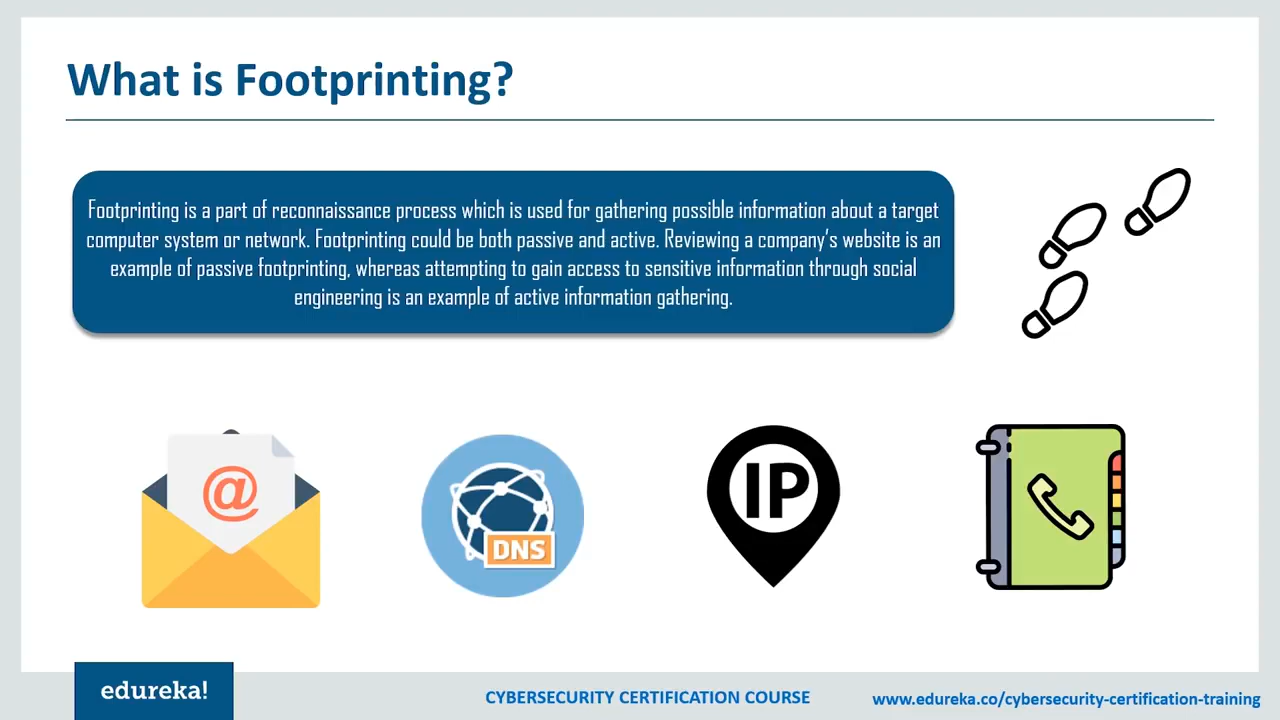 What is Footprinting?
Footprinting is a part of reconnaissance process which is used for gathering possible information about a target
computer system or network. Footprinting could be both passive and active. Reviewing a company's website is an
example of passive footprinting, whereas attempting to gain access to sensitive information through social
engineering is an example of active information gathering.
@
DNS
IP
edureka!
CYBERSECURITY CERTIFICATION COURSE
www.edureka.co/cybersecurity-certification-training